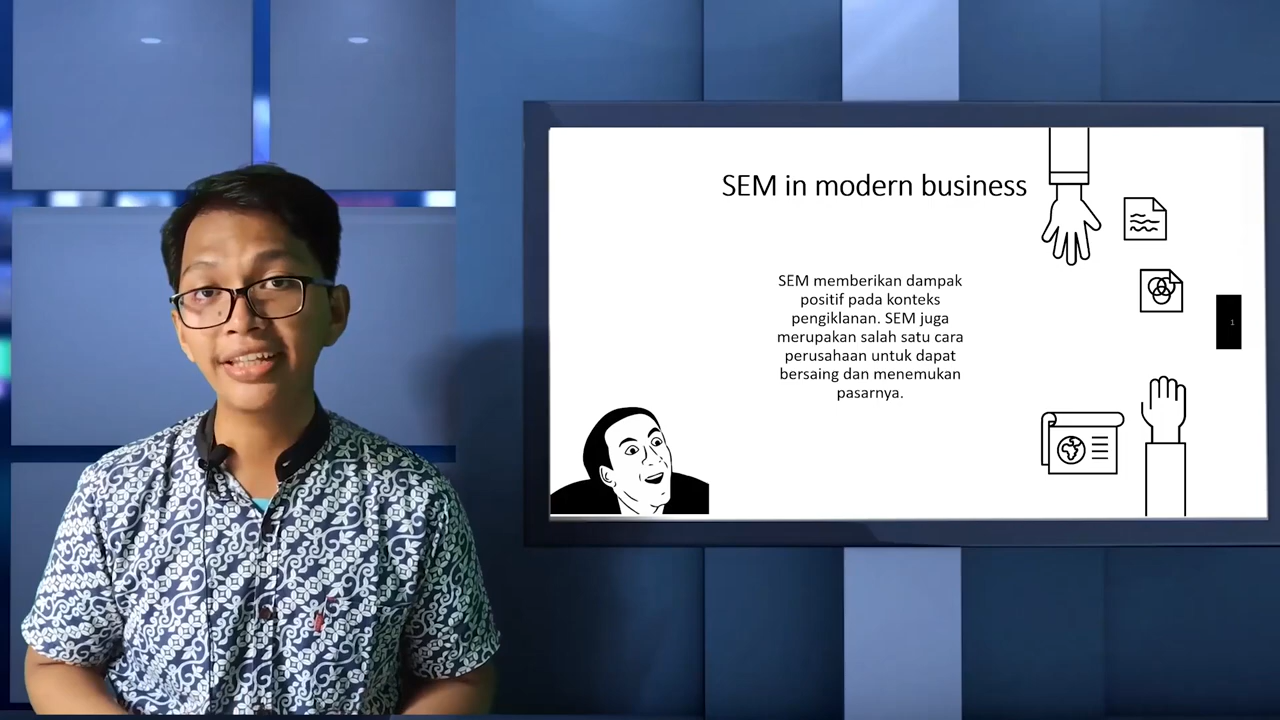 SEM in modern business
SEM memberikan dampak
positif pada konteks
pengiklanan. SEM juga
merupakan salah satu cara
perusahaan untuk dapat
bersaing dan menemukan
pasarnya.
1